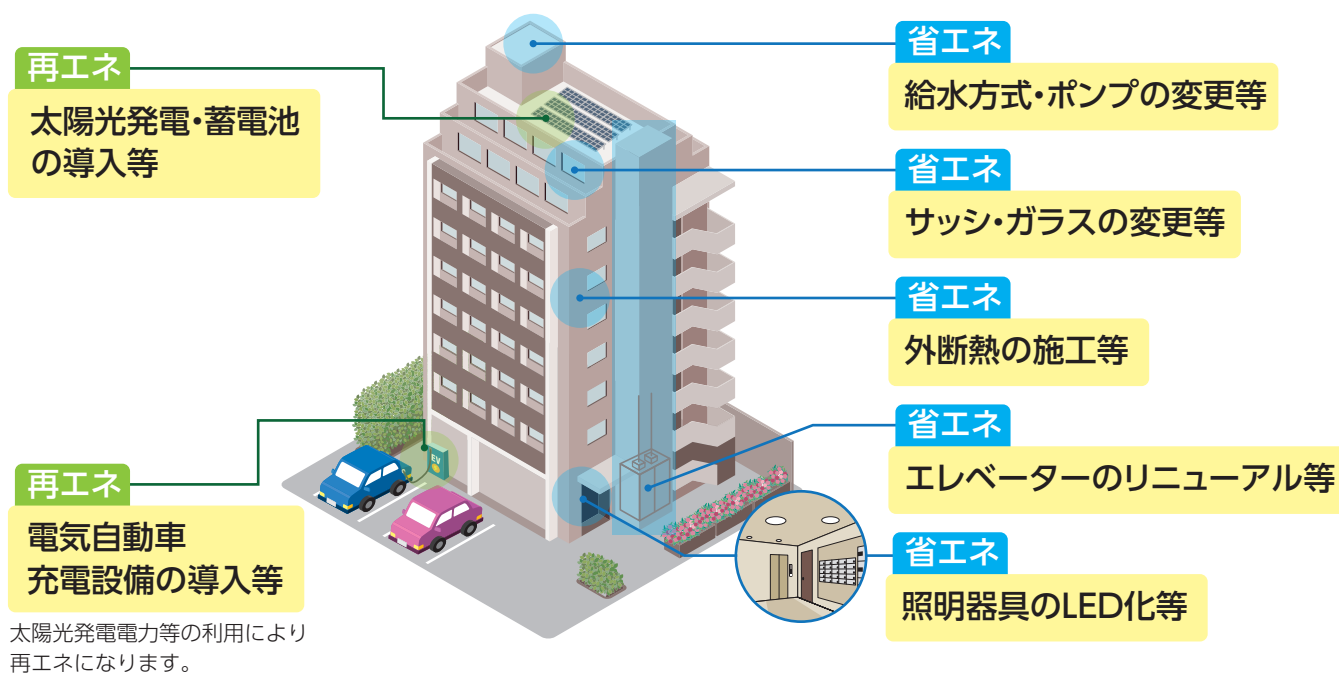 再エネ
太陽光発電・蓄電池
の導入等
再エネ
電気自動車
充電設備の導入等
太陽光発電電力等の利用により
再エネになります。
EV
省エネ
給水方式・ポンプの変更等
省エネ
サッシ・ガラスの変更等
省エネ
外断熱の施工等
省エネ
エレベーターのリニューアル等
省エネ
照明器具のLED化等